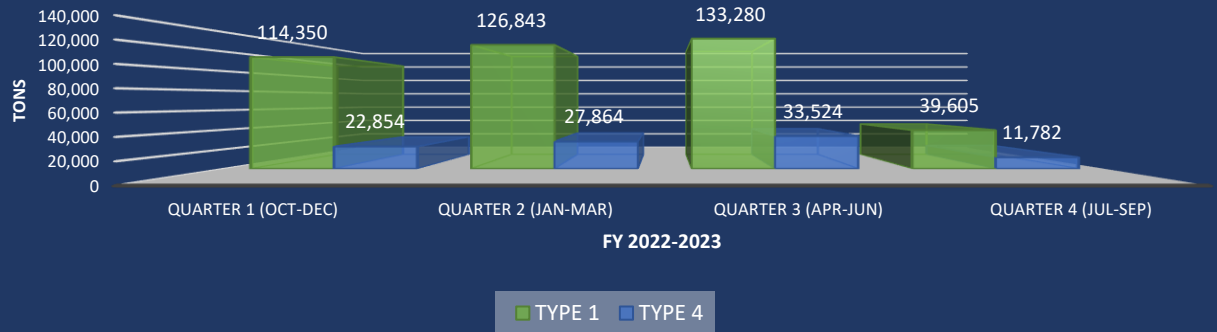 140,000
120,000
100,000
80,000
60,000
40,000
20,000
0
TONS
114,350
22,854
126,843
27,864
133,280
33,524
39,605
11,782
QUARTER 1 (OCT-DEC)
QUARTER 2 (JAN-MAR)
QUARTER 3 (APR-JUN)
QUARTER 4 (JUL-SEP)
FY 2022-2023
TYPE 1
TYPE 4